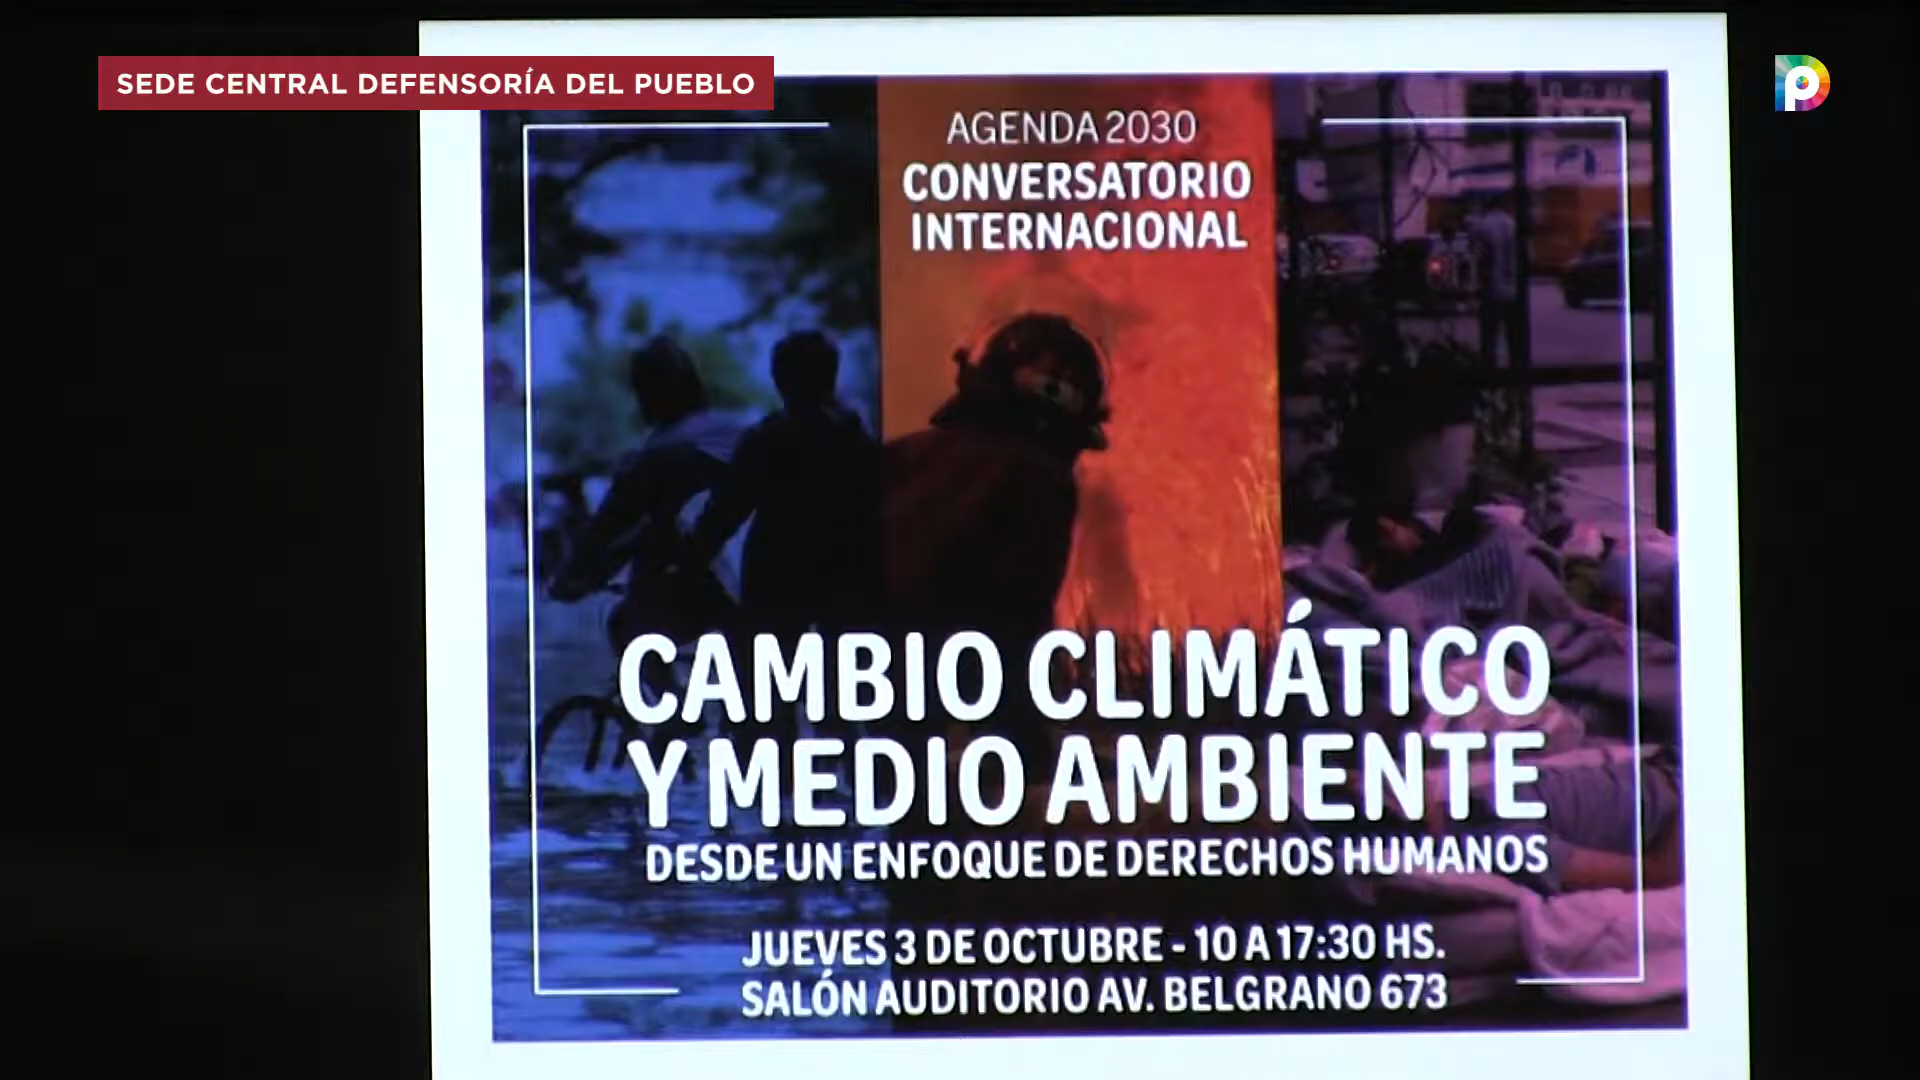 SEDE CENTRAL DEFENSORÍA DEL PUEBLO
AGENDA 2030
CONVERSATORIO
INTERNACIONAL
CAMBIO CLIMÁTICO
Y MEDIO AMBIENTE
DESDE UN ENFOQUE DE DERECHOS HUMANOS
JUEVES 3 DE OCTUBRE - 10 A 17:30 HS.
SALÓN AUDITORIO AV. BELGRANO 673